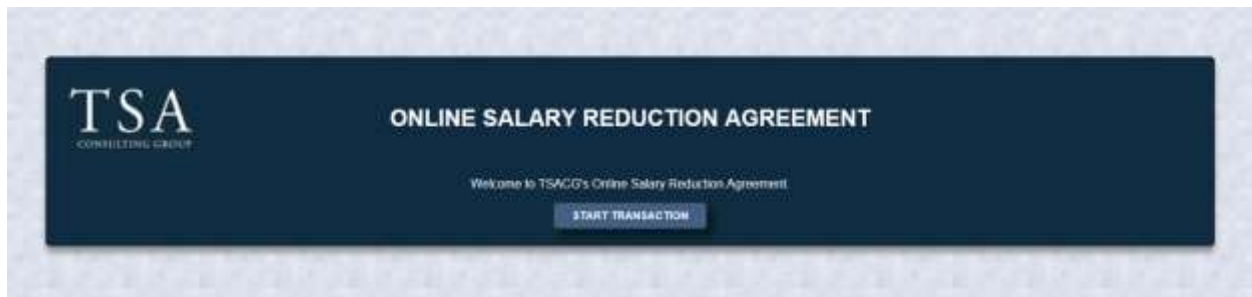 TSA
CONSULTING GROUP
ONLINE SALARY REDUCTION AGREEMENT
Welcome to TSACG's Online Salary Reduction Agreement
START TRANSACTION